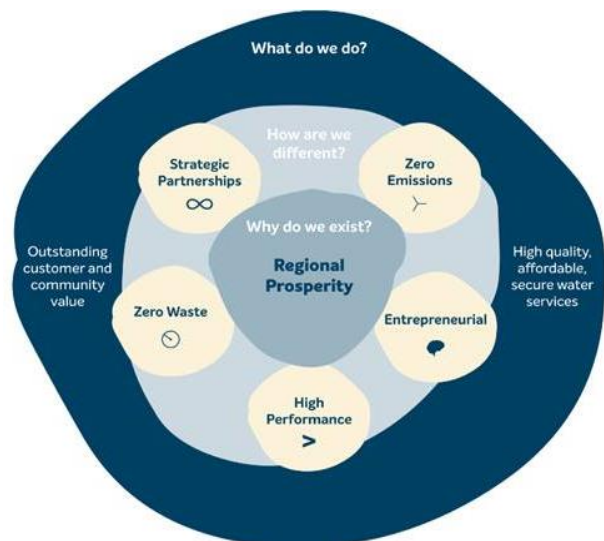 What do we do?
How are we
different?
Strategic
Partnerships
Zero
Emissions
Why do we exist?
Regional
Prosperity
Outstanding
customer and
community
value
High quality,
affordable,
secure water
services
Zero Waste
Entrepreneurial
High
Performance
>